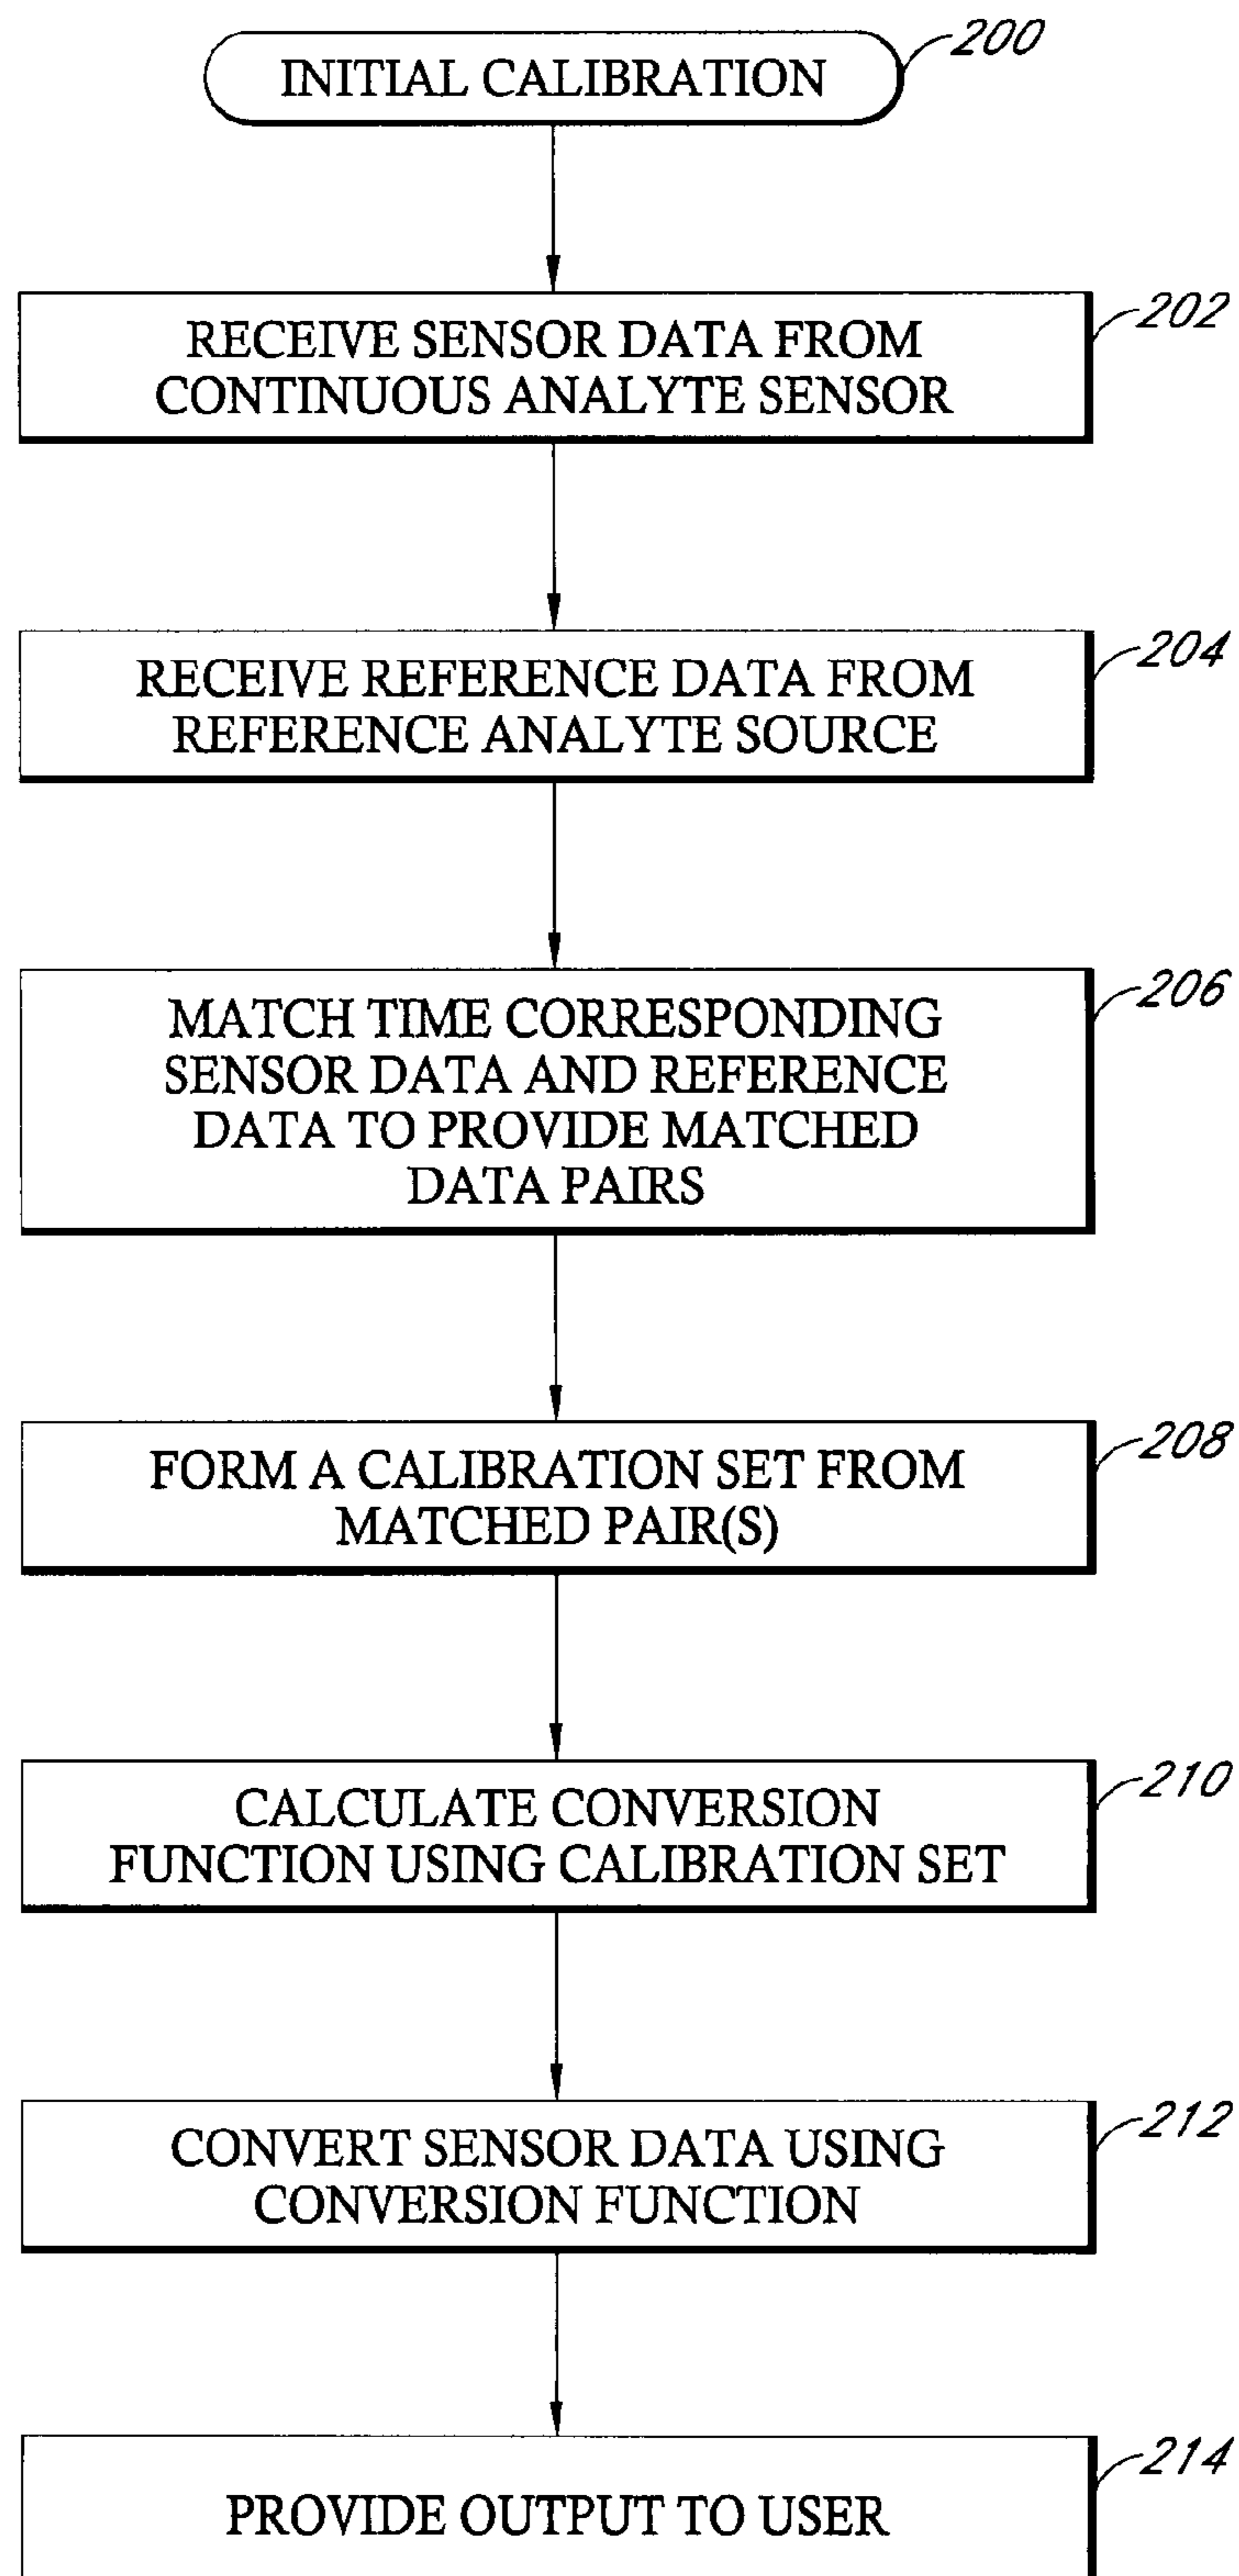 INITIAL CALIBRATION
200
RECEIVE SENSOR DATA FROM
CONTINUOUS ANALYTE SENSOR
202
RECEIVE REFERENCE DATA FROM
REFERENCE ANALYTE SOURCE
204
MATCH TIME CORRESPONDING
SENSOR DATA AND REFERENCE
DATA TO PROVIDE MATCHED
DATA PAIRS
206
FORM A CALIBRATION SET FROM
MATCHED PAIR(S)
208
CALCULATE CONVERSION
FUNCTION USING CALIBRATION SET
210
CONVERT SENSOR DATA USING
CONVERSION FUNCTION
212
PROVIDE OUTPUT TO USER
214